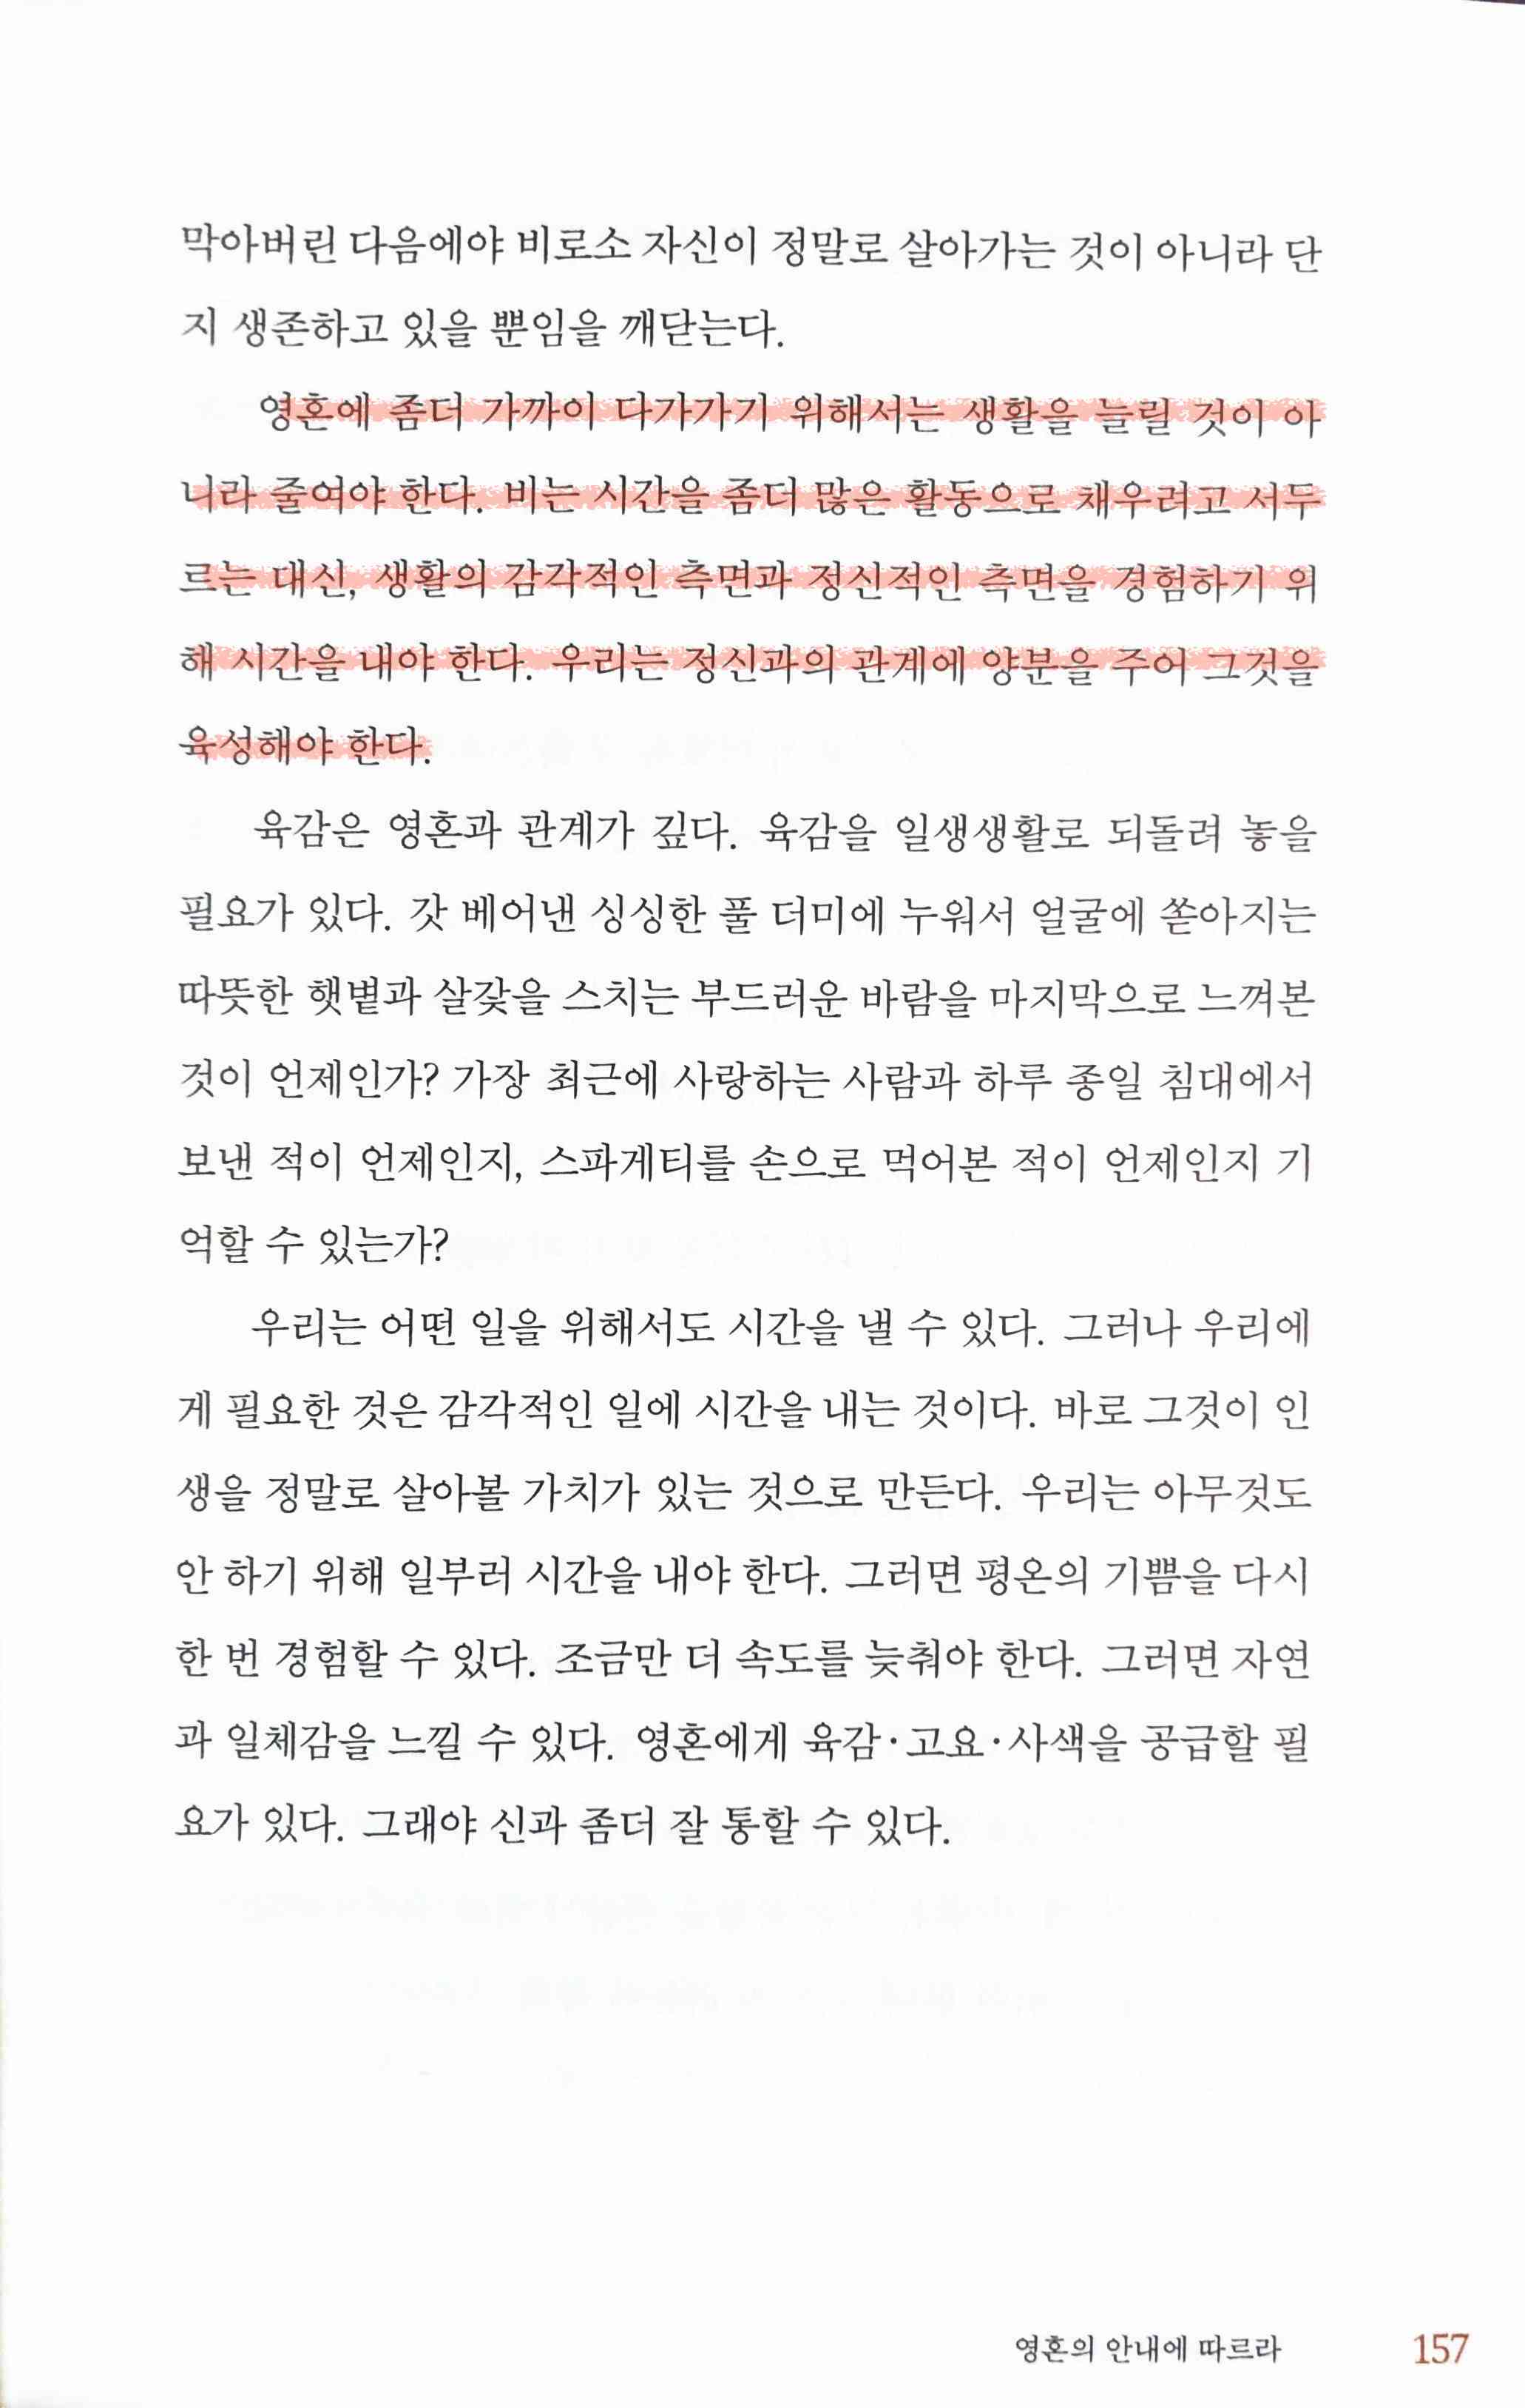 막아버린 다음에야 비로소 자신이 정말로 살아가는 것이 아니라 단
지 생존하고 있을 뿐임을 깨닫는다.
영혼에 좀더 가까이 다가가기 위해서는 생활을 늘릴 것이 아
니라 줄여야 한다. 비는 시간을 좀더 많은 활동으로 채우려고 서두
르는 대신, 생활의 감각적인 측면과 정신적인 측면을 경험하기 위
해 시간을 내야 한다. 우리는 정신과의 관계에 양분을 주어 그것을
육성해야 한다.
육감은 영혼과 관계가 깊다. 육감을 일생생활로 되돌려 놓을
필요가 있다. 갓 베어낸 싱싱한 풀 더미에 누워서 얼굴에 쏟아지는
따뜻한 햇볕과 살갗을 스치는 부드러운 바람을 마지막으로 느껴본
것이 언제인가? 가장 최근에 사랑하는 사람과 하루 종일 침대에서
보낸 적이 언제인지, 스파게티를 손으로 먹어본 적이 언제인지 기
억할 수 있는가?
우리는 어떤 일을 위해서도 시간을 낼 수 있다. 그러나 우리에
게 필요한 것은 감각적인 일에 시간을 내는 것이다. 바로 그것이 인
생을 정말로 살아볼 가치가 있는 것으로 만든다. 우리는 아무것도
안 하기 위해 일부러 시간을 내야 한다. 그러면 평온의 기쁨을 다시
한 번 경험할 수 있다. 조금만 더 속도를 늦춰야 한다. 그러면 자연
과 일체감을 느낄 수 있다. 영혼에게 육감·고요·사색을 공급할 필
요가 있다. 그래야 신과 좀더 잘 통할 수 있다.
영혼의 안내에 따르라 157